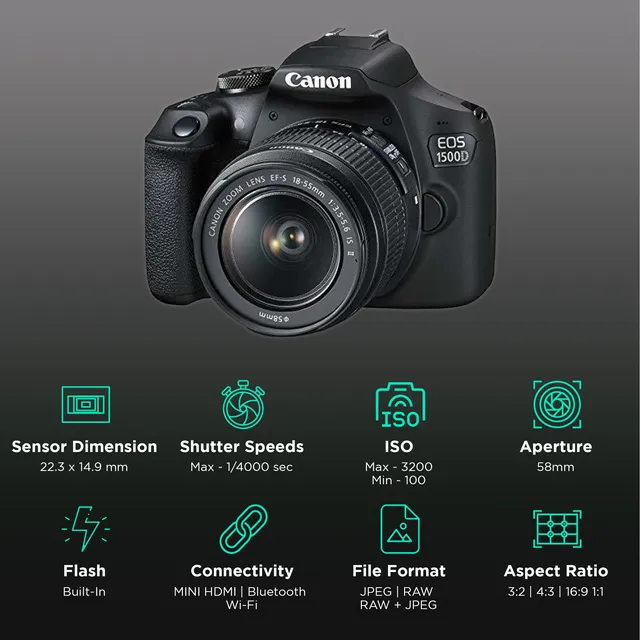 Canon
EOS
1500D
Canon
CANON ZOOM LENS EF-S 18-55mm 1:3.5-5.6 IS II
φ58mm
ISO
Sensor Dimension
22.3 x 14.9 mm
Shutter Speeds
Max - 1/4000 sec
ISO
Max - 3200
Min - 100
Aperture
58mm
Flash
Built-In
Connectivity
MINI HDMI | Bluetooth
Wi-Fi
File Format
JPEG | RAW
RAW + JPEG
Aspect Ratio
3:2 | 4:3 | 16:9 1:1